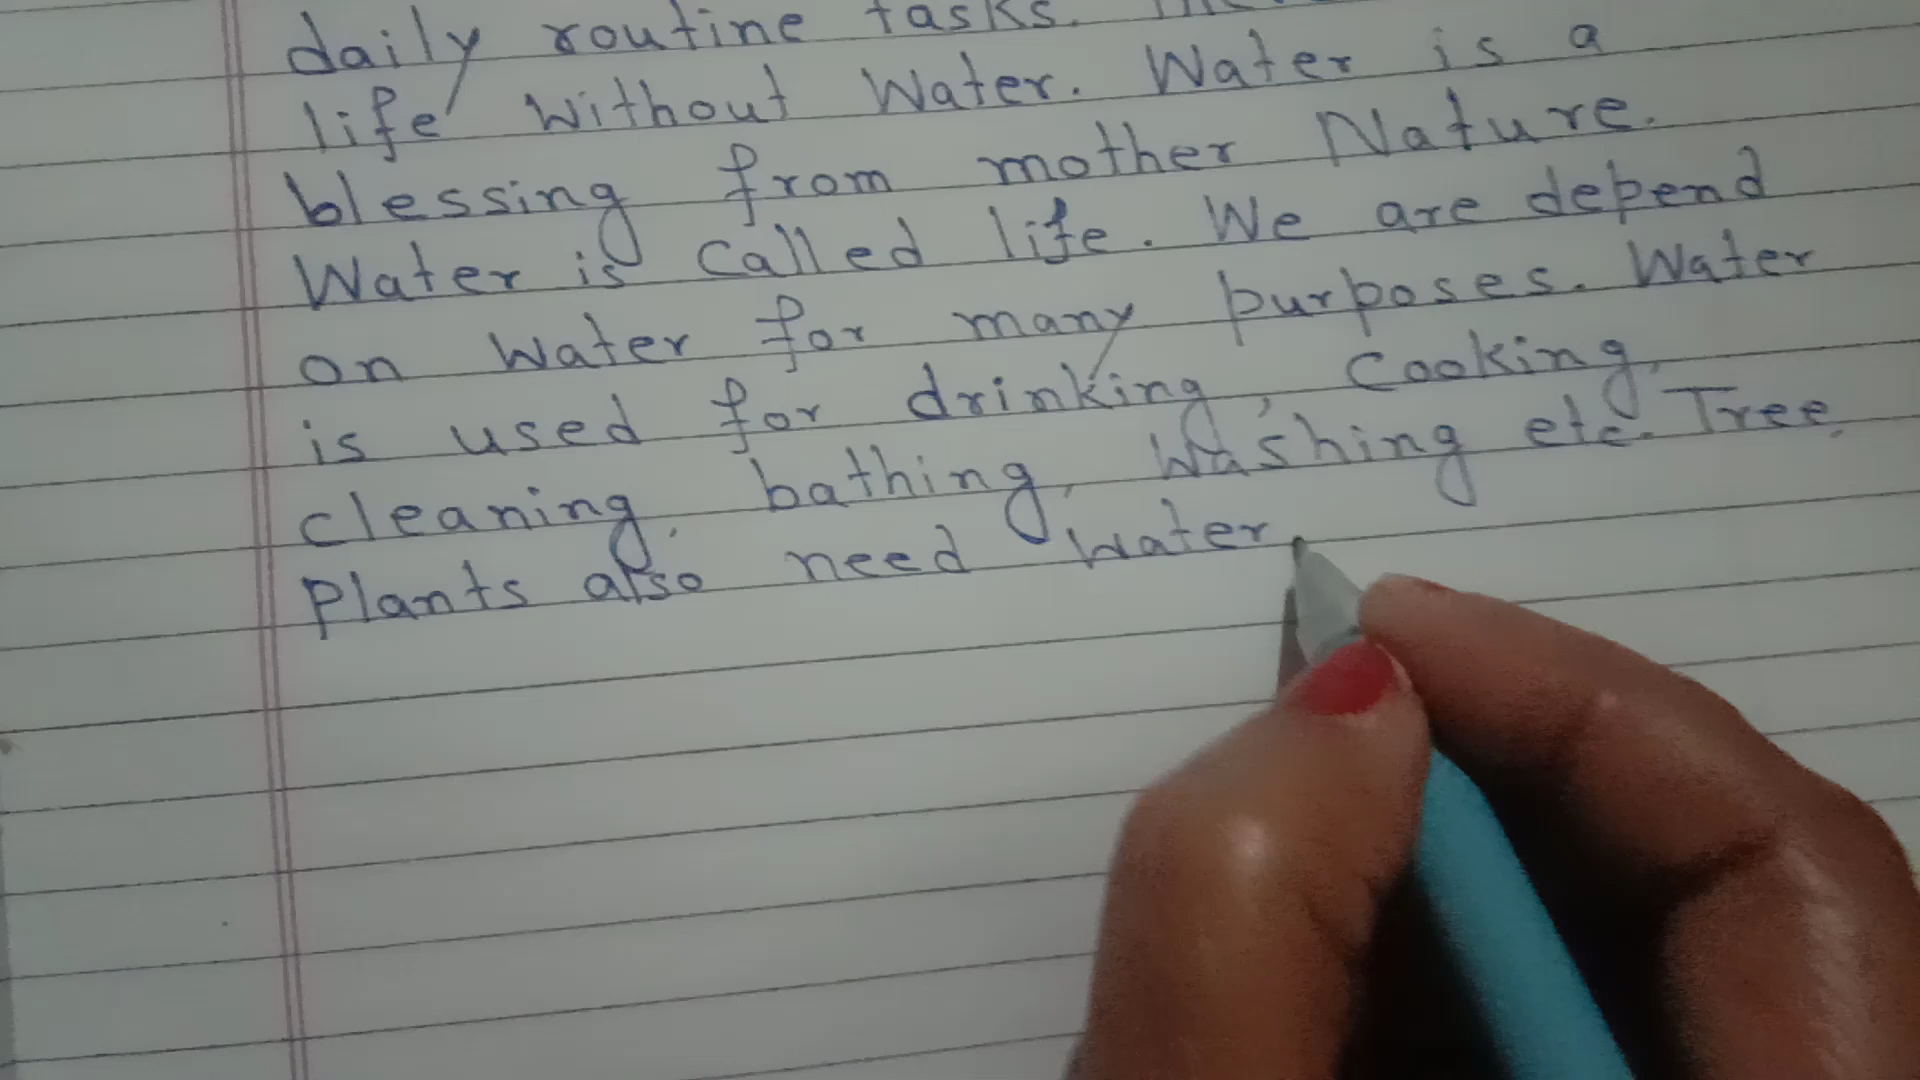 daily routine tasks.
life without water. Water is a
blessing from mother Nature.
Water is called life. We are depend
on water for many purposes. Water
is used for drinking, Cooking,
cleaning, bathing, washing etc. Tree,
Plants also need water.